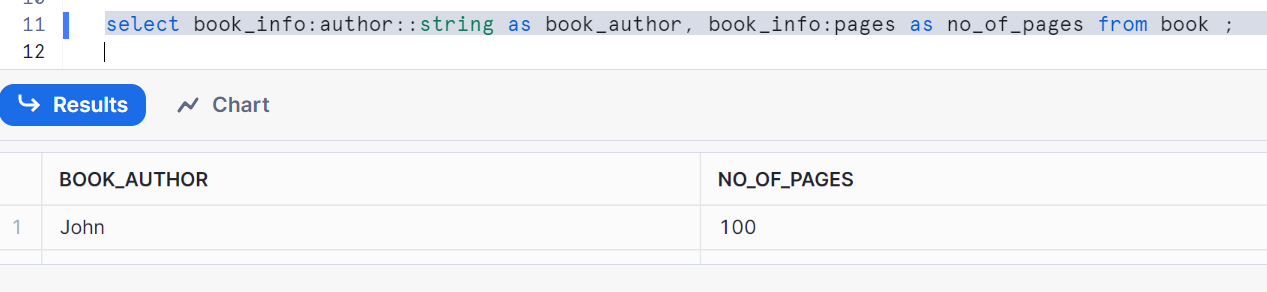 11 select book_info:author::string as book_author, book_info:pages as no_of_pages from book ;
12
Results Chart
BOOK_AUTHOR NO_OF_PAGES
1 John 100